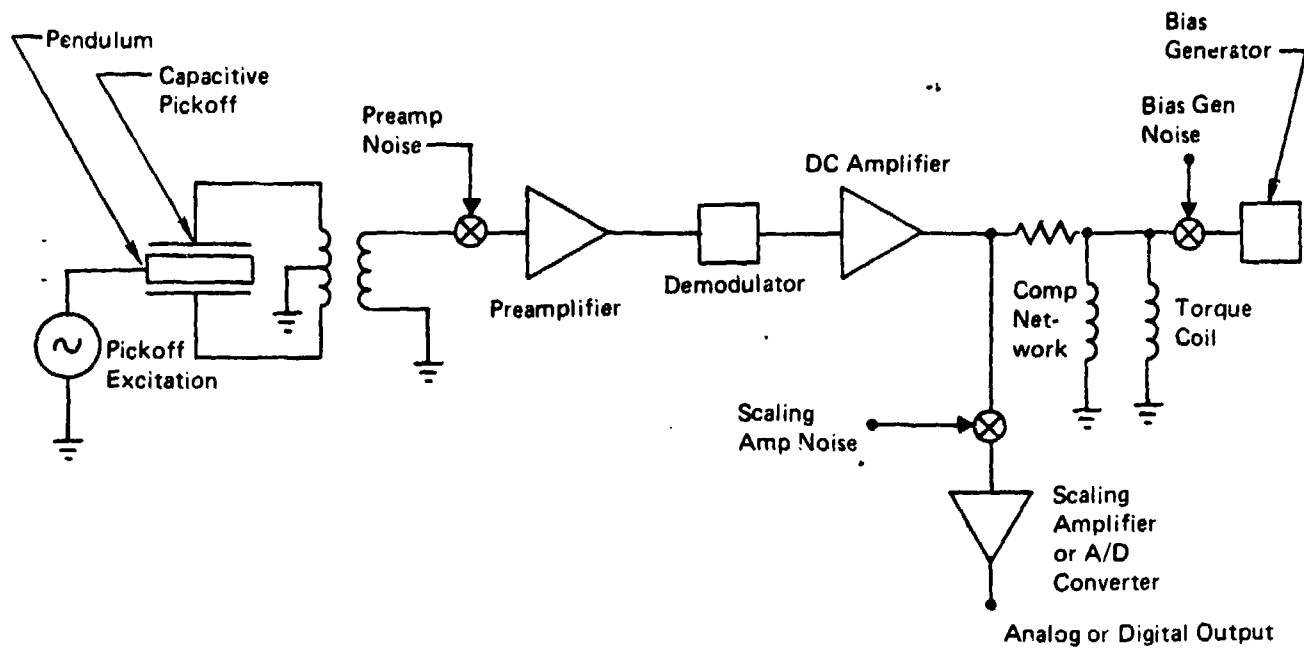 Pendulum
Capacitive
Pickoff
Preamp
Noise
Bias
Generator
Bias Gen
Noise
DC Amplifier
Preamplifier
Demodulator
Comp
Net-
work
Torque
Coil
Pickoff
Excitation
Scaling
Amp Noise
Scaling
Amplifier
or A/D
Converter
Analog or Digital Output